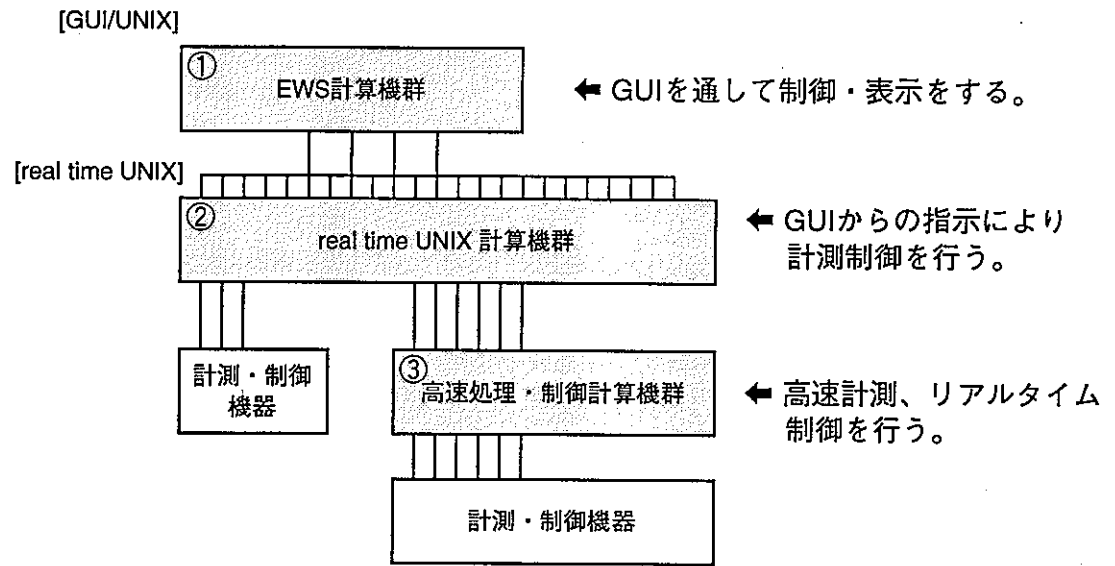 [GUI/UNIX]
①
EWS計算機群
⬅ GUIを通して制御・表示をする。
[real time UNIX]
②
real time UNIX 計算機群
⬅ GUIからの指示により
計測制御を行う。
計測・制御
機器
③
高速処理・制御計算機群
⬅ 高速計測、リアルタイム
制御を行う。
計測・制御機器